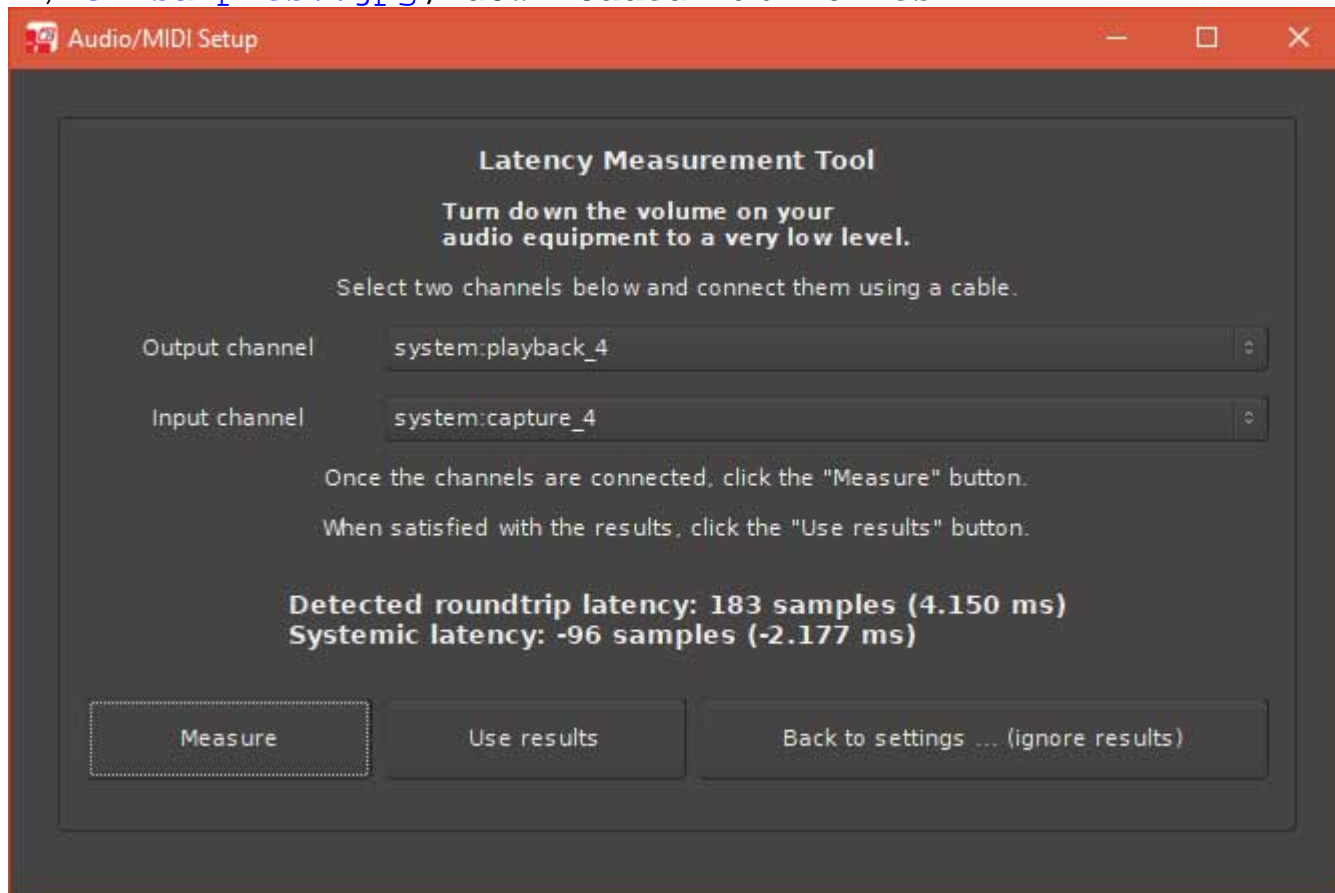 Audio/MIDI Setup
Latency Measurement Tool
Turn down the volume on your
audio equipment to a very low level.
Select two channels below and connect them using a cable.
Output channel system:playback_4
Input channel system:capture_4
Once the channels are connected, click the "Measure" button.
When satisfied with the results, click the "Use results" button.
Detected roundtrip latency: 183 samples (4.150 ms)
Systemic latency: -96 samples (-2.177 ms)
Measure Use results Back to settings ... (ignore results)